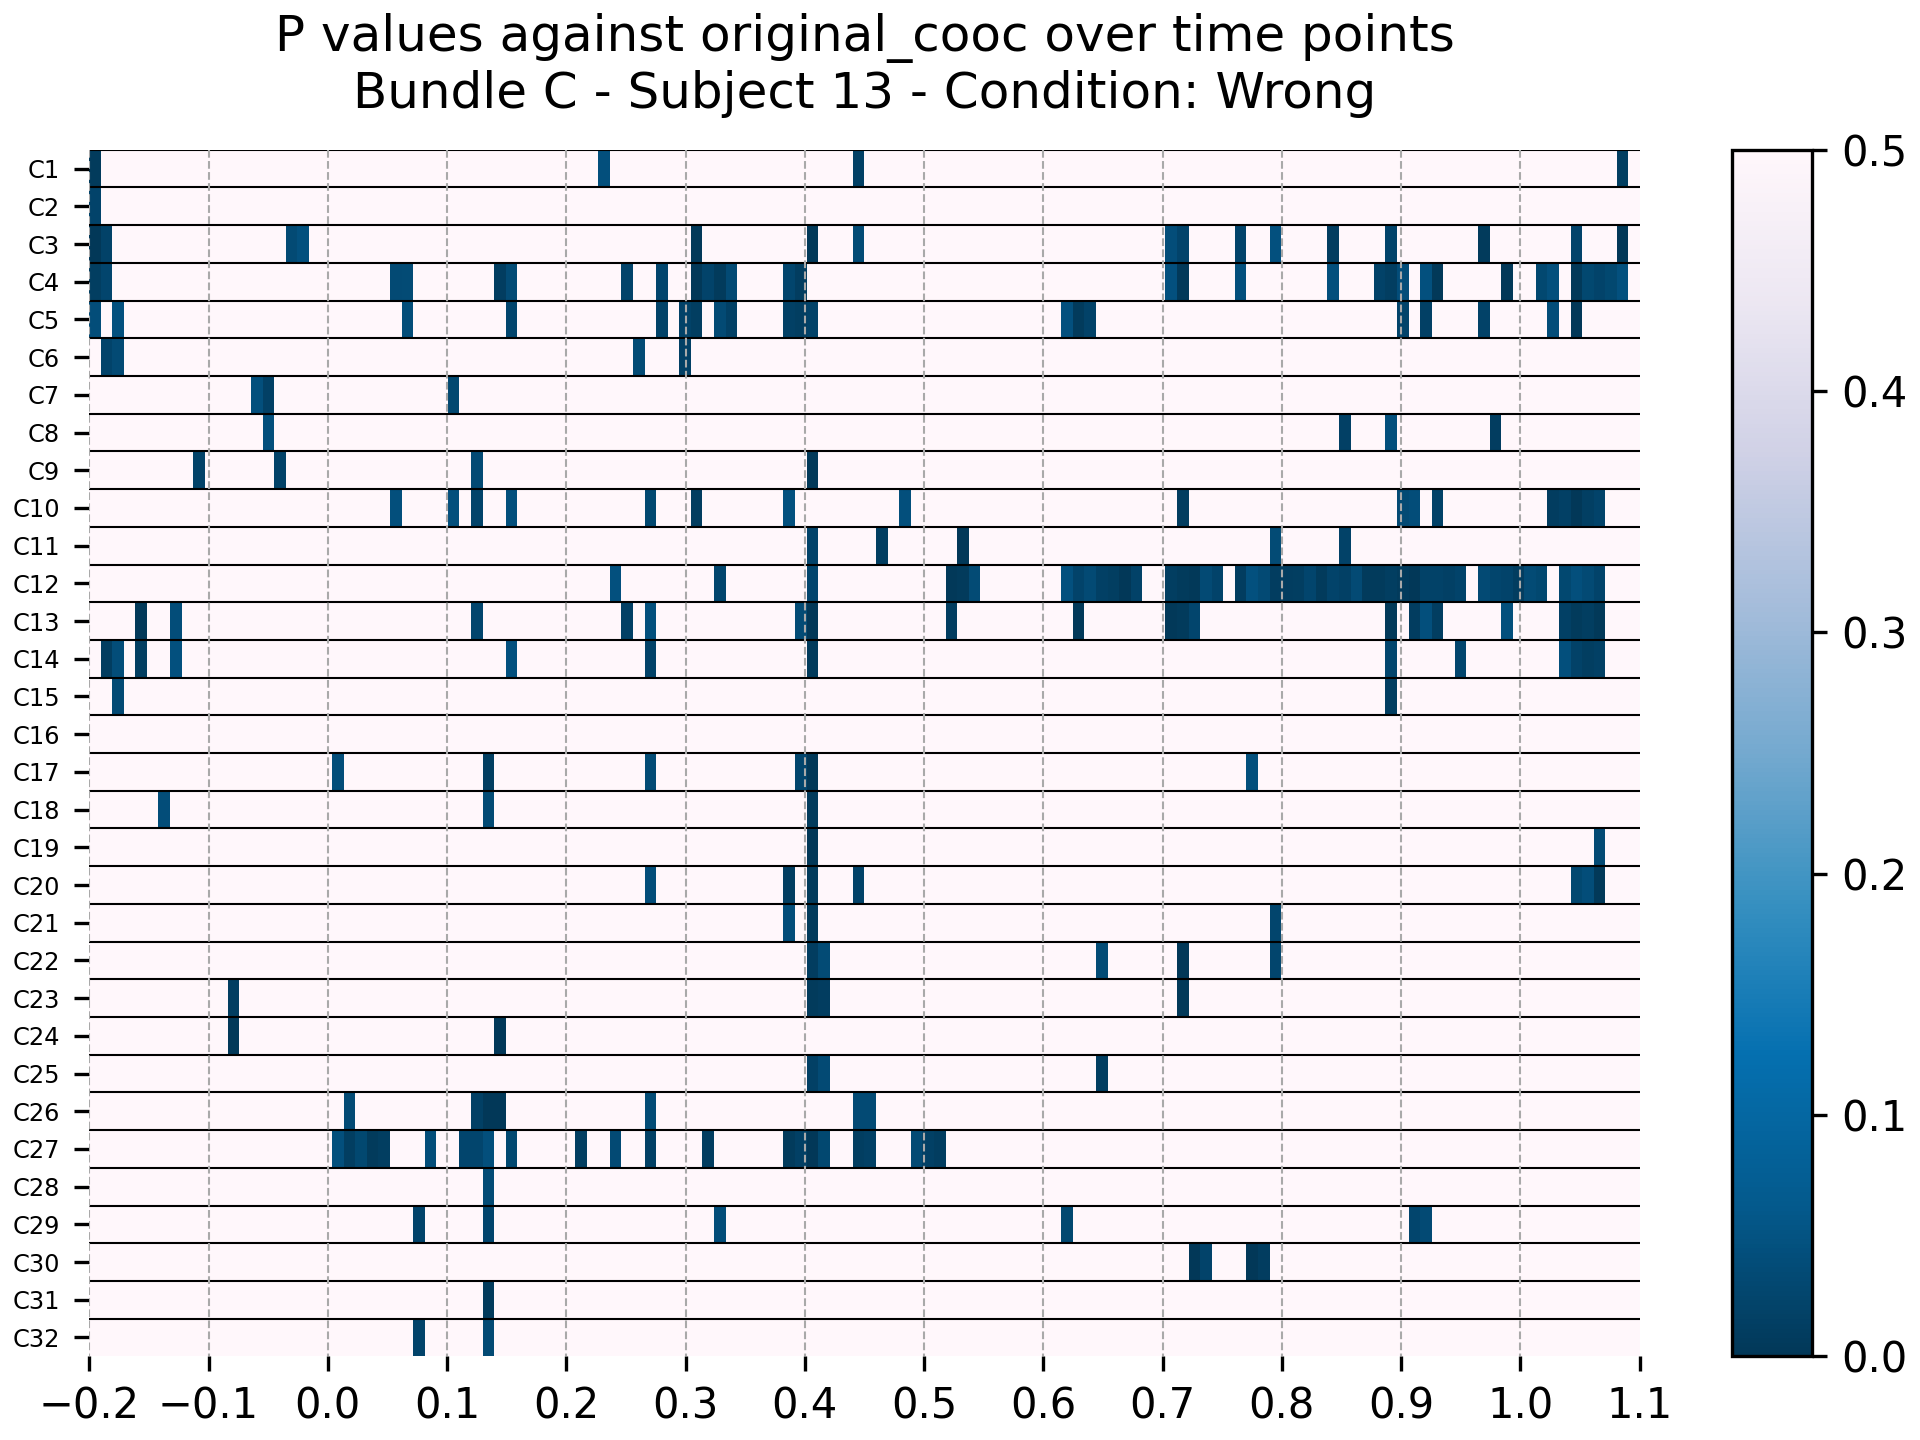 P values against original_cooc over time points
Bundle C - Subject 13 - Condition: Wrong
C1
C2
C3
C4
C5
C6
C7
C8
C9
C10
C11
C12
C13
C14
C15
C16
C17
C18
C19
C20
C21
C22
C23
C24
C25
C26
C27
C28
C29
C30
C31
C32
−0.2 −0.1 0.0 0.1 0.2 0.3 0.4 0.5 0.6 0.7 0.8 0.9 1.0 1.1
0.5
0.4
0.3
0.2
0.1
0.0